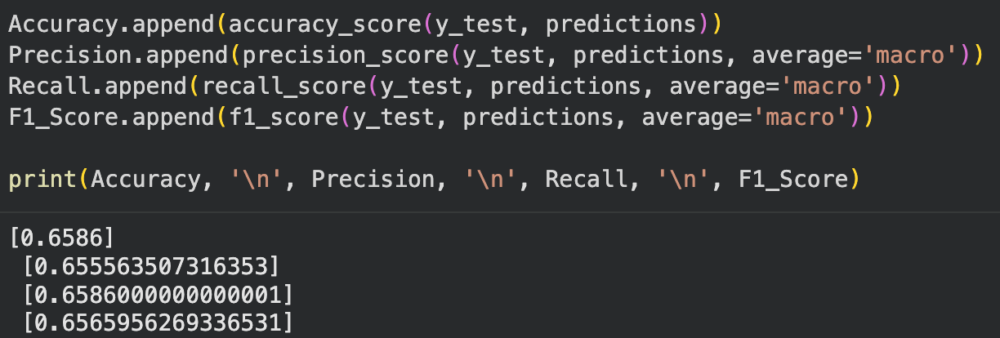 Accuracy.append(accuracy_score(y_test, predictions))
Precision.append(precision_score(y_test, predictions, average='macro'))
Recall.append(recall_score(y_test, predictions, average='macro'))
F1_Score.append(f1_score(y_test, predictions, average='macro'))
print(Accuracy, '\n', Precision, '\n', Recall, '\n', F1_Score)
[0.6586]
[0.655563507316353]
[0.6586000000000001]
[0.6565956269336531]